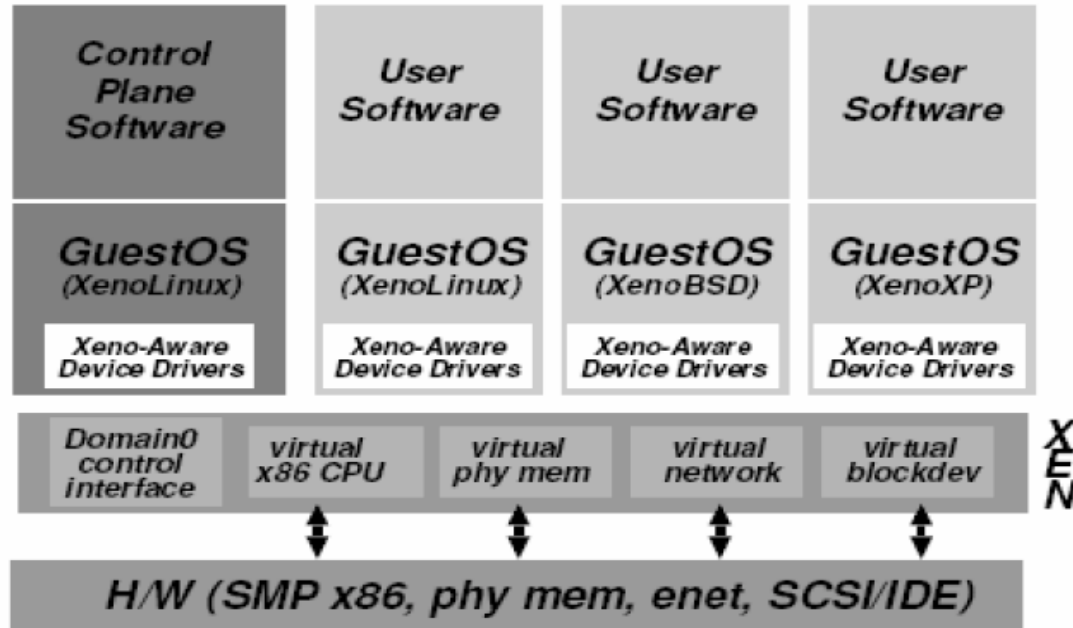 Control
Plane
Software
User
Software
User
Software
User
Software
GuestOS
(XenoLinux)
Xeno-Aware
Device Drivers
GuestOS
(XenoLinux)
Xeno-Aware
Device Drivers
GuestOS
(XenoBSD)
Xeno-Aware
Device Drivers
GuestOS
(XenoXP)
Xeno-Aware
Device Drivers
Domain0
control
interface
virtual
x86 CPU
virtual
phy mem
virtual
network
virtual
blockdev
X
E
N
H/W (SMP x86, phy mem, enet, SCSI/IDE)